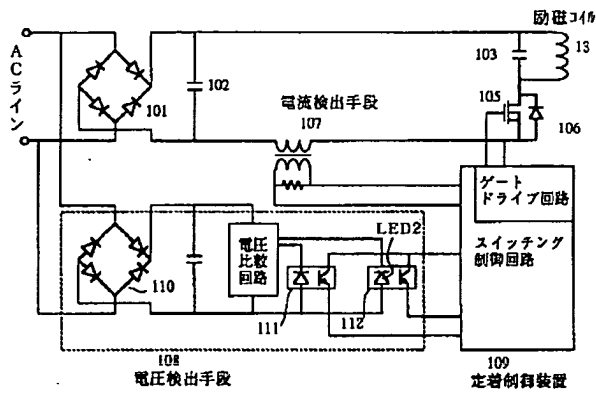 励磁コイル
13
103
ACライン
101
102
電流検出手段
107
105
106
ゲート
ドライブ回路
スイッチング
制御回路
電圧
比較
回路
LED2
110
111
112
108
電圧検出手段
109
定着制御装置